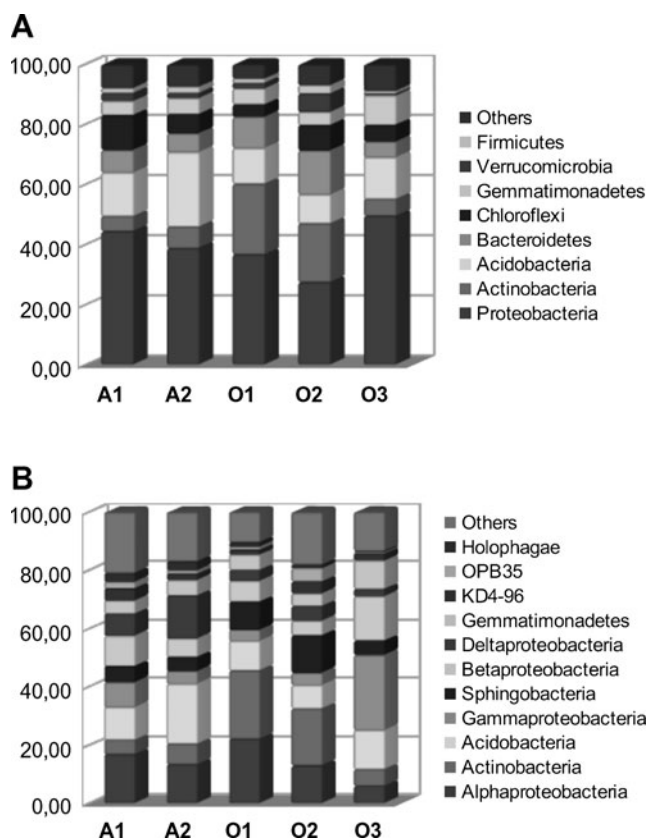 A
100,00
80,00
60,00
40,00
20,00
0,00
A1 A2 O1 O2 O3
Others
Firmicutes
Verrucomicrobia
Gemmatimonadetes
Chloroflexi
Bacteroidetes
Acidobacteria
Actinobacteria
Proteobacteria
B
100,00
80,00
60,00
40,00
20,00
0,00
A1 A2 O1 O2 O3
Others
Holophagae
OPB35
KD4-96
Gemmatimonadetes
Deltaproteobacteria
Betaproteobacteria
Sphingobacteria
Gammaproteobacteria
Acidobacteria
Actinobacteria
Alphaproteobacteria